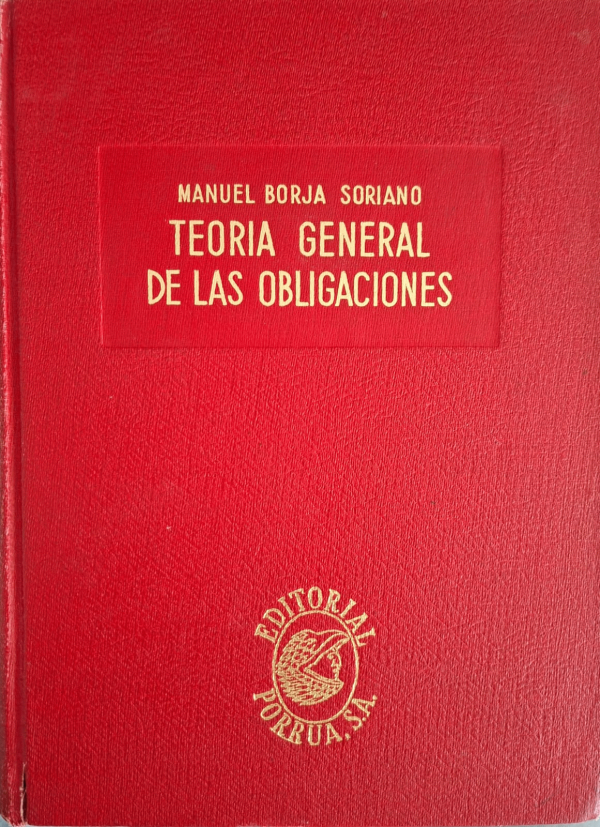 MANUEL BORJA SORIANO
TEORIA GENERAL
DE LAS OBLIGACIONES
EDITORIAL
PORRUA, S.A.